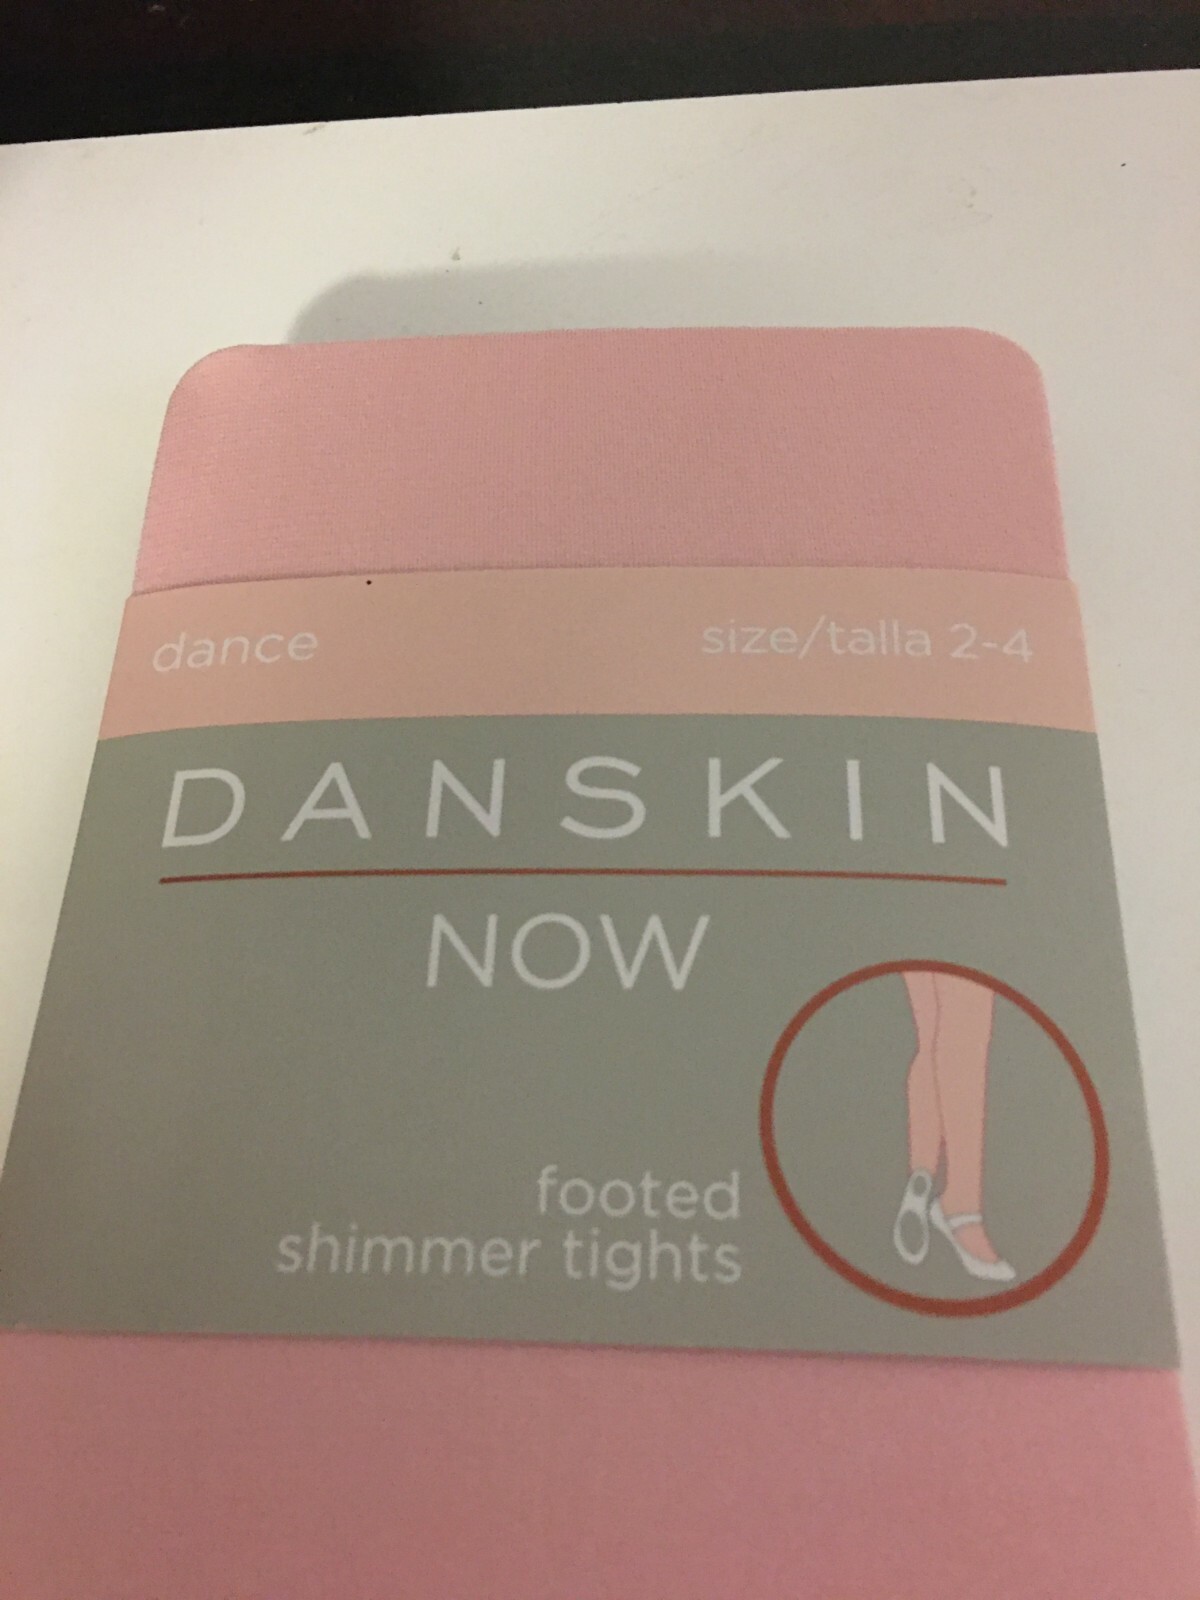 dance size/talla 2-4
DANSKIN
NOW
footed
shimmer tights